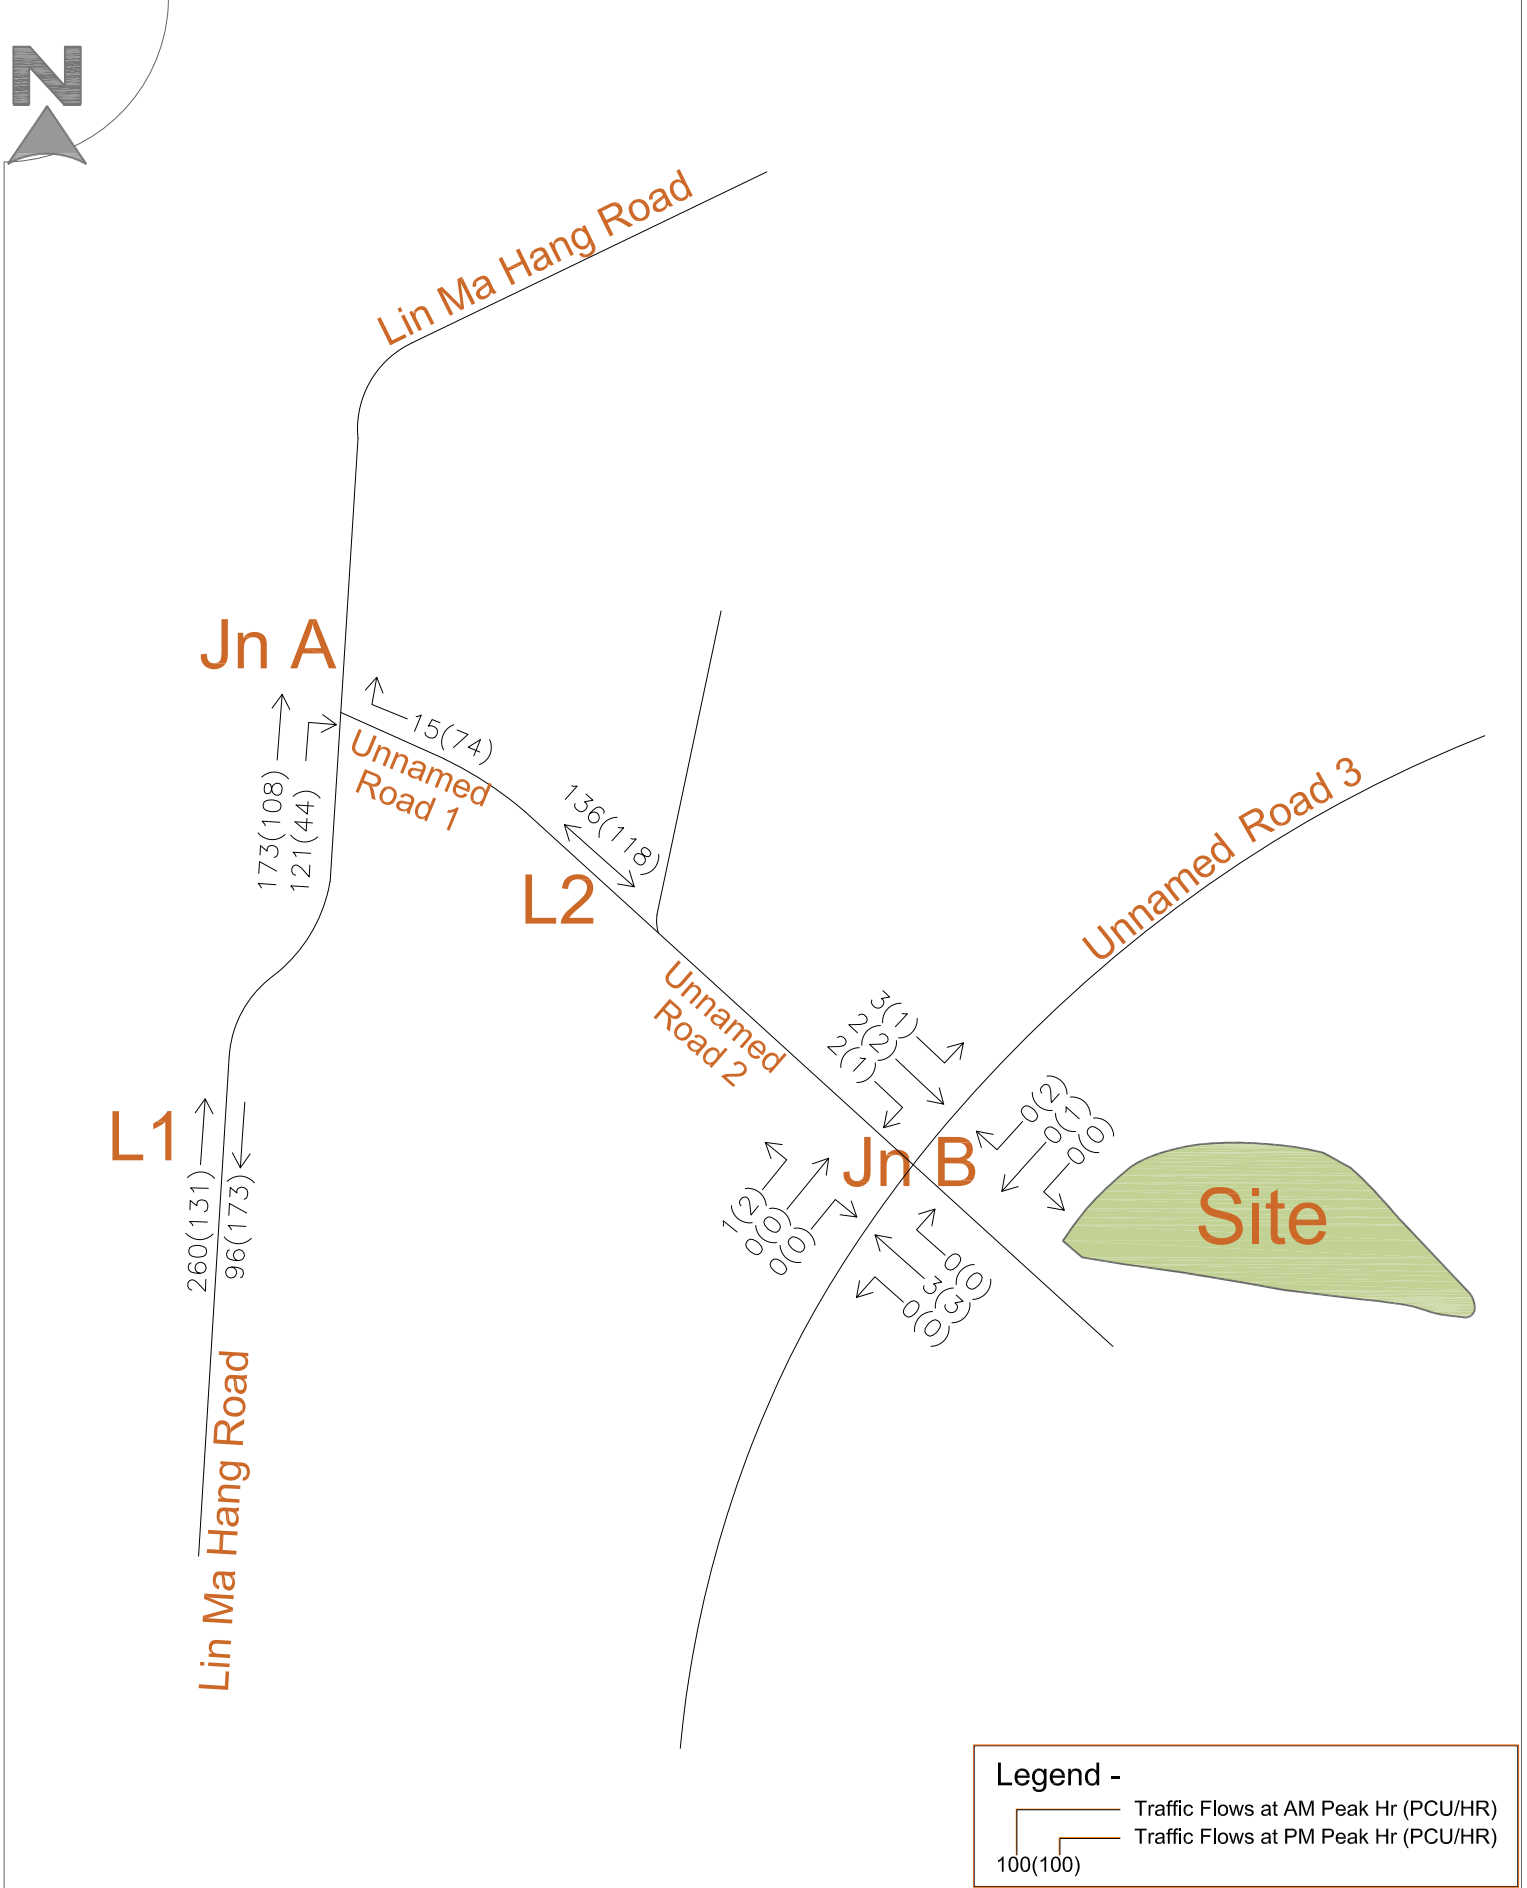 N
Lin Ma Hang Road
Jn A
15(74)
Unnamed
Road 1
173(108)
121(44)
136(118)
L2
Unnamed Road 3
Unnamed
Road 2
3(1)
2(2)
2(1)
L1
260(131)
96(173)
Jn B
0(2)
0(1)
0(0)
1(2)
0(0)
0(0)
0(0)
3(3)
0(0)
Site
Lin Ma Hang Road
Legend -
Traffic Flows at AM Peak Hr (PCU/HR)
Traffic Flows at PM Peak Hr (PCU/HR)
100(100)